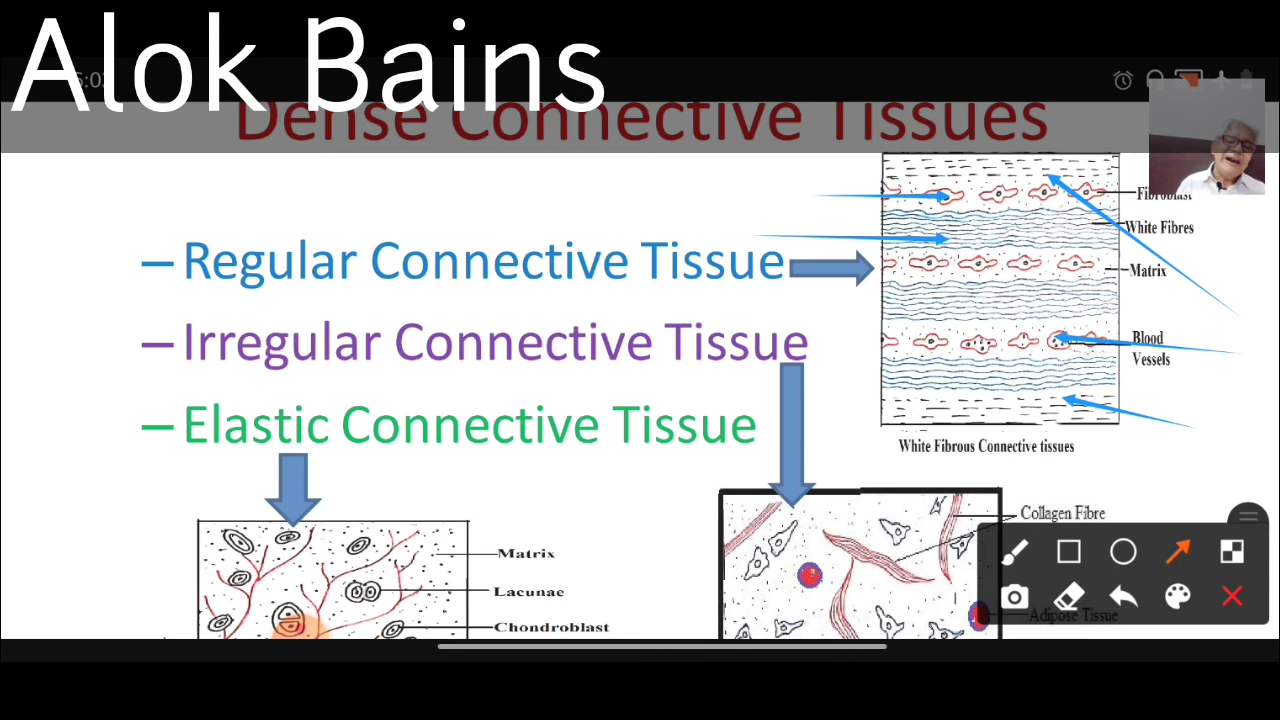 Alok Bains
Dense Connective Tissues
– Regular Connective Tissue
– Irregular Connective Tissue
– Elastic Connective Tissue
Fibroblast
White Fibres
Matrix
Blood
Vessels
White Fibrous Connective tissues
Matrix
Lacunae
Chondroblast
Collagen Fibre
Adipose Tissue